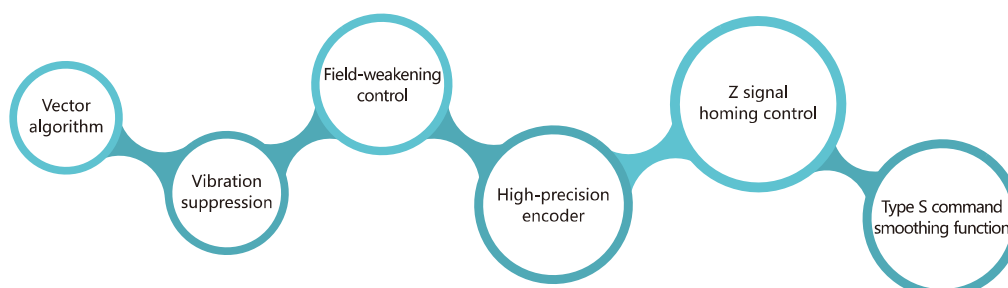 Vector
algorithm
Vibration
suppression
Field-weakening
control
High-precision
encoder
Z signal
homing control
Type S command
smoothing function